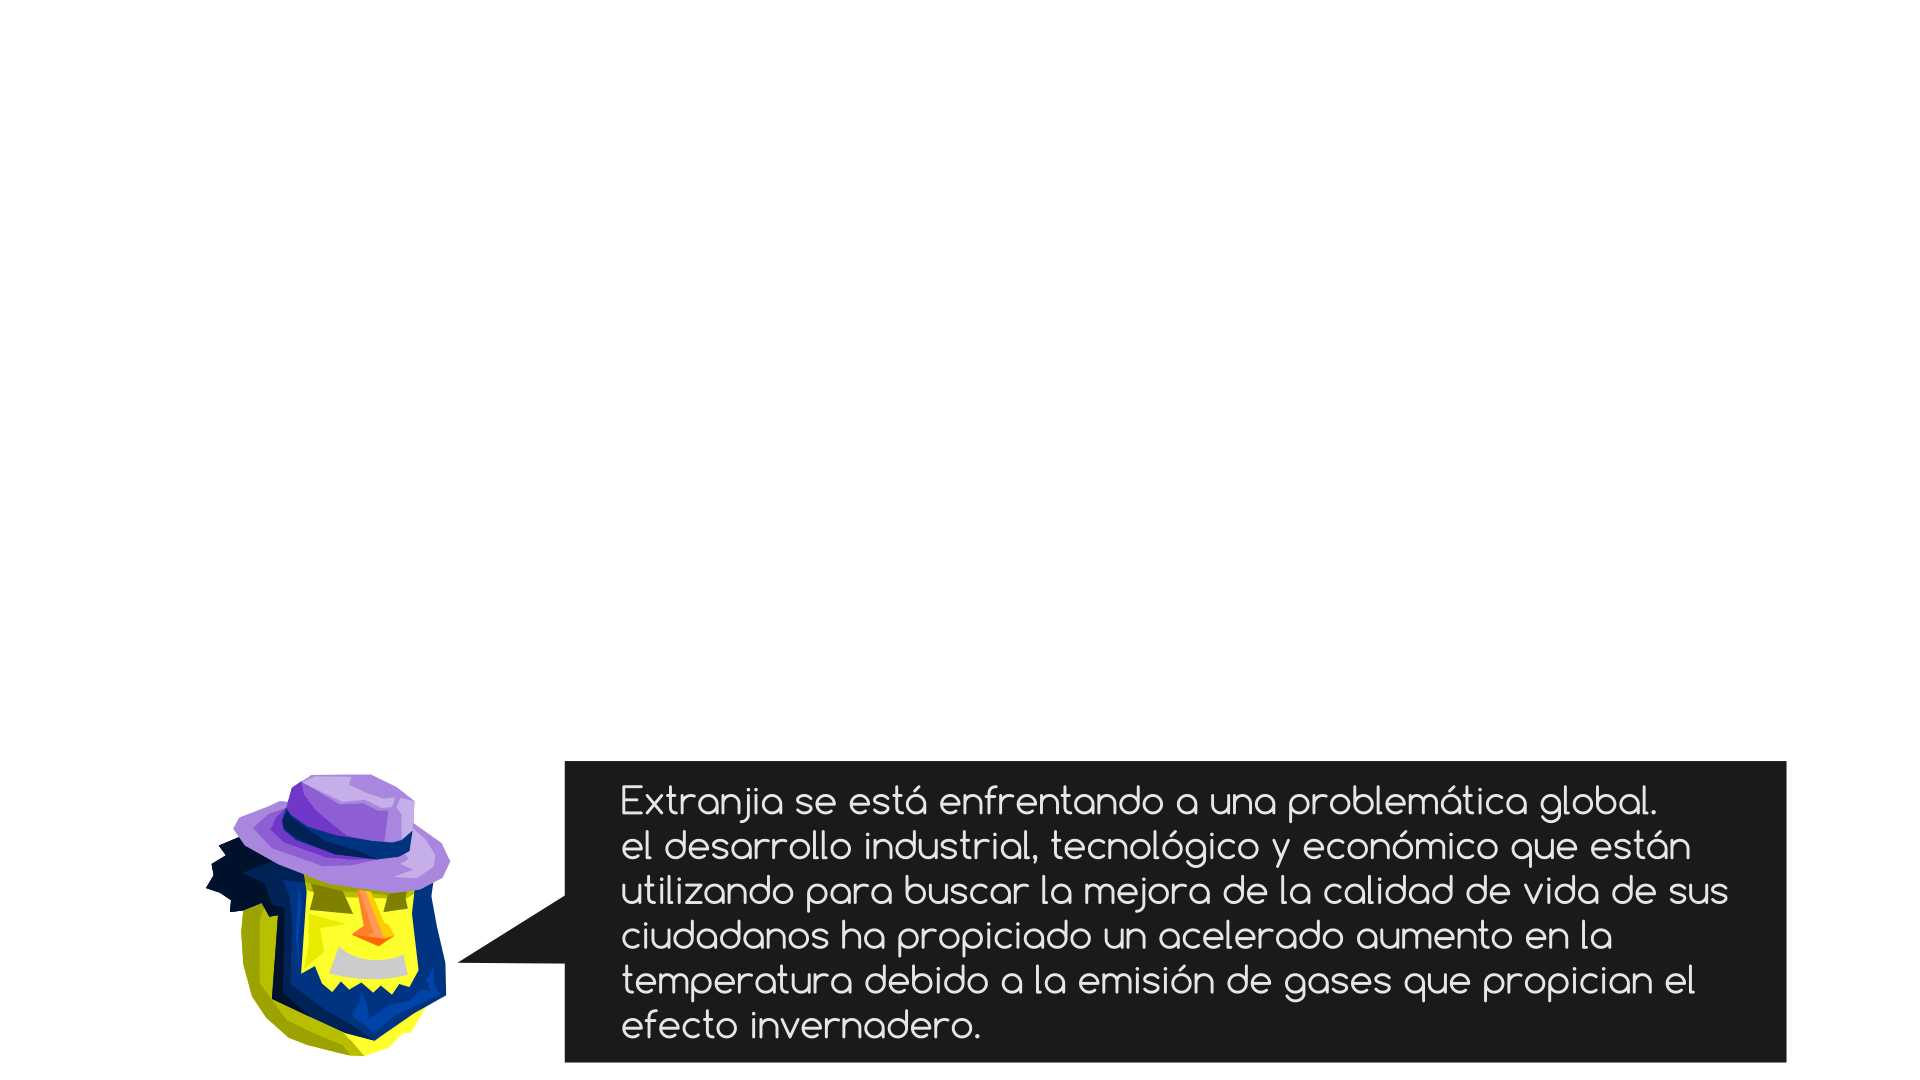 Extranjia se está enfrentando a una problemática global.
el desarrollo industrial, tecnológico y económico que están
utilizando para buscar la mejora de la calidad de vida de sus
ciudadanos ha propiciado un acelerado aumento en la
temperatura debido a la emisión de gases que propician el
efecto invernadero.